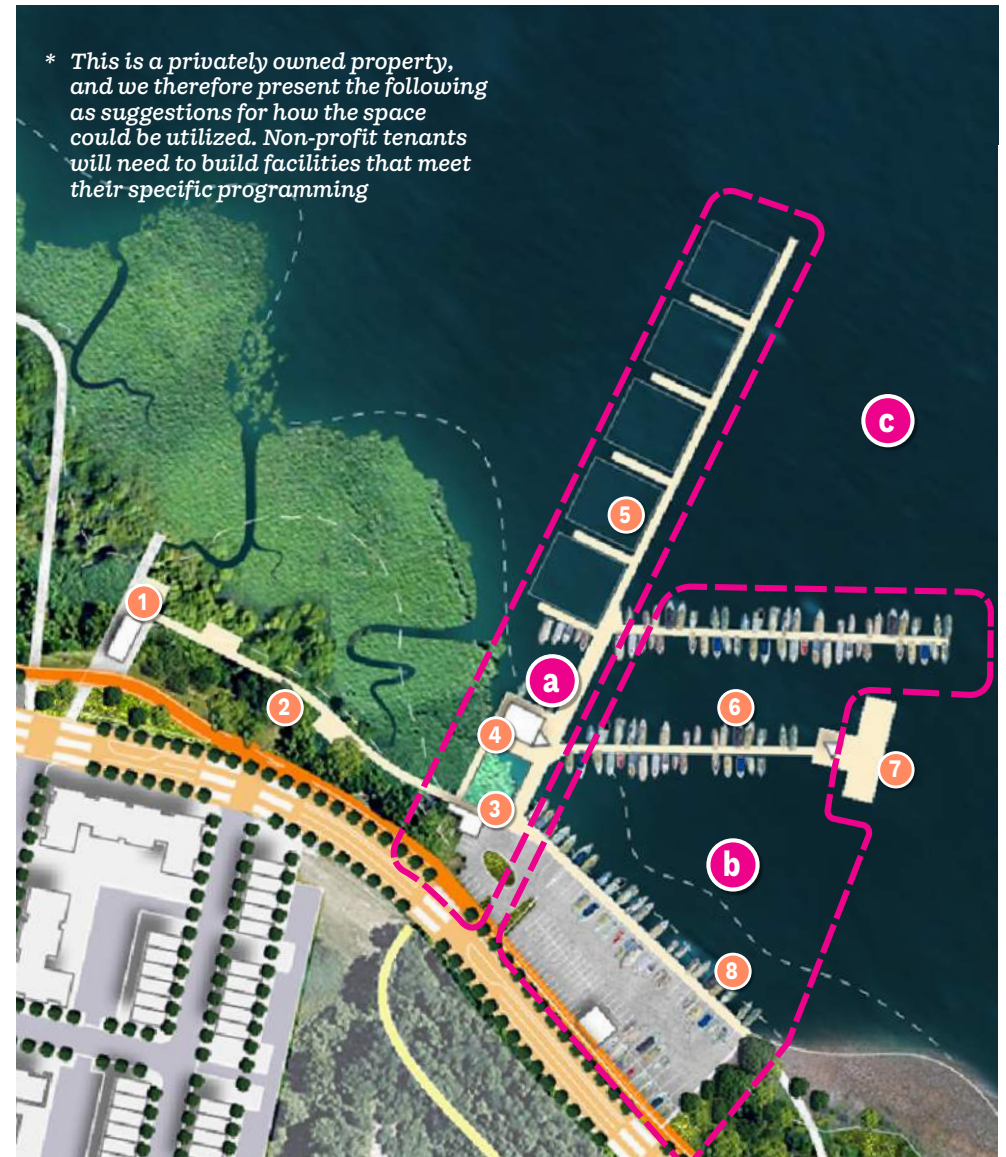 * This is a privately owned property,
and we therefore present the following
as suggestions for how the space
could be utilized. Non-profit tenants
will need to build facilities that meet
their specific programming
c
5
1
a
2
6
4
7
3
b
8